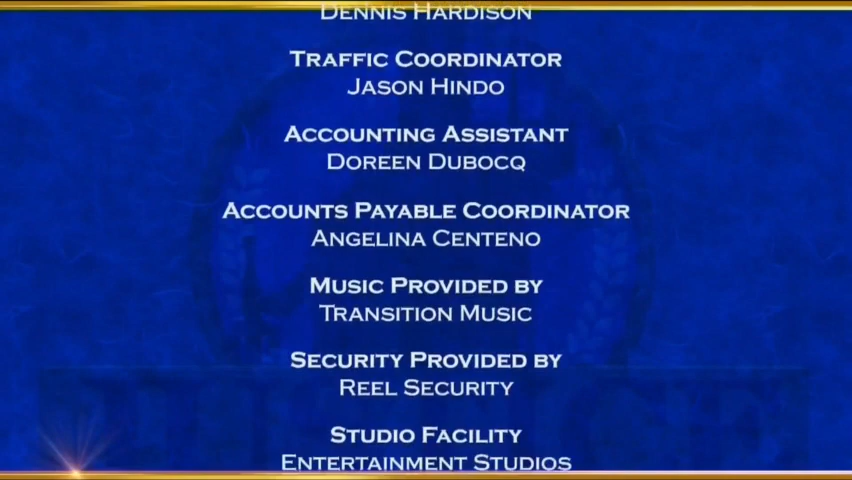 DENNIS HARDISON
TRAFFIC COORDINATOR
JASON HINDO
ACCOUNTING ASSISTANT
DOREEN DUBOCQ
ACCOUNTS PAYABLE COORDINATOR
ANGELINA CENTENO
MUSIC PROVIDED BY
TRANSITION MUSIC
SECURITY PROVIDED BY
REEL SECURITY
STUDIO FACILITY
ENTERTAINMENT STUDIOS